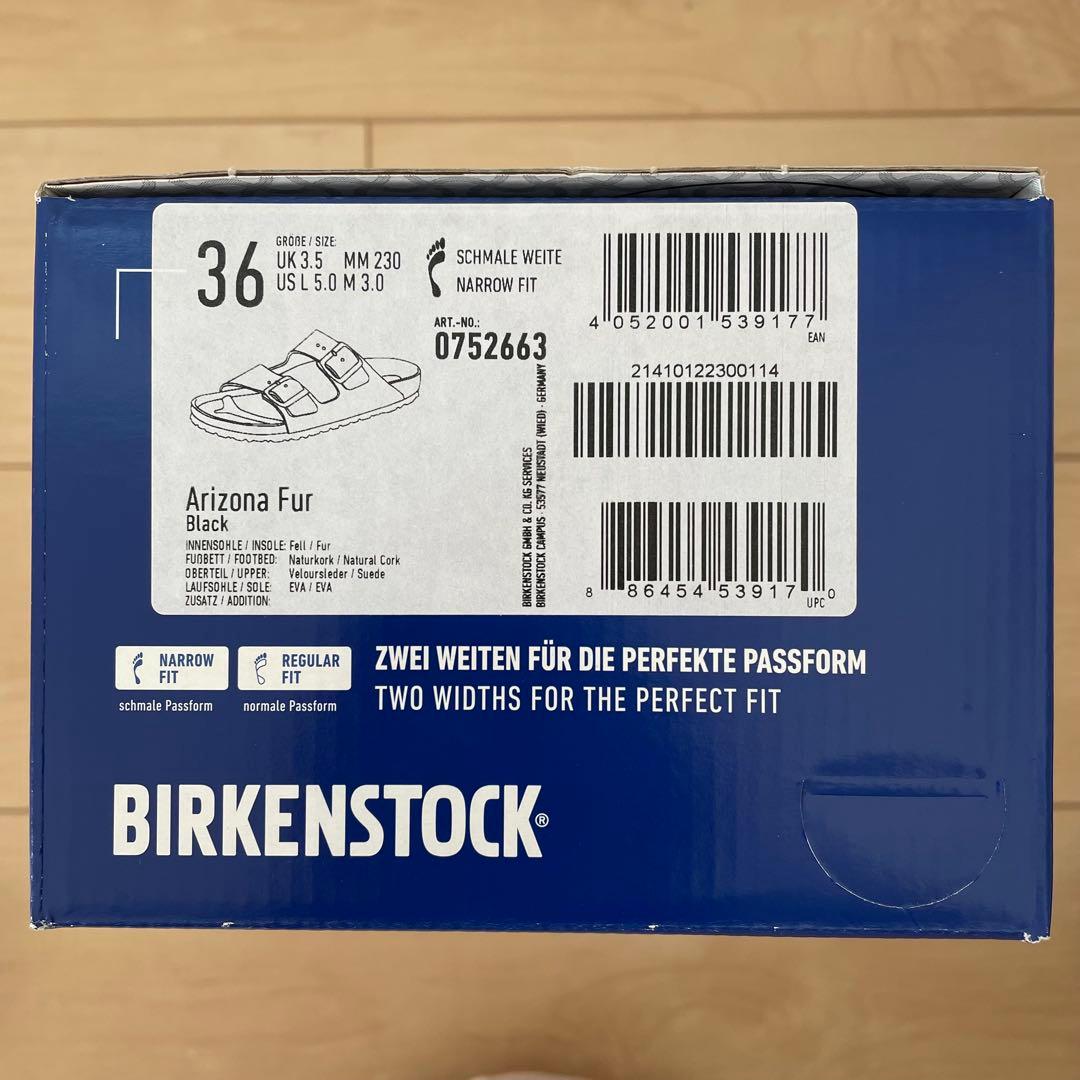 36
GRÖßE / SIZE:
UK 3.5 MM 230
US L 5.0 M 3.0
SCHMALE WEITE
NARROW FIT
ART.-NO.:
0752663
4 052001 539177
EAN
21410122300114
8 86454 53917 0
UPC
BIRKENSTOCK GMBH & CO. KG SERVICES
BIRKENSTOCK CAMPUS · 53577 NEUSTADT (WIED) · GERMANY
Arizona Fur
Black
INNENSOHLE / INSOLE: Fell / Fur
FUßBETT / FOOTBED: Naturkork / Natural Cork
OBERTEIL / UPPER: Veloursleder / Suede
LAUFSOHLE / SOLE: EVA / EVA
ZUSATZ / ADDITION:
NARROW
FIT
schmale Passform
REGULAR
FIT
normale Passform
ZWEI WEITEN FÜR DIE PERFEKTE PASSFORM
TWO WIDTHS FOR THE PERFECT FIT
BIRKENSTOCK®